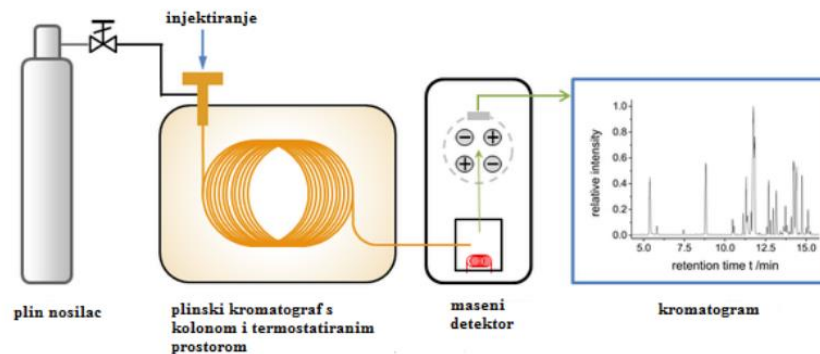 injektiranje
plin nosilac
plinski kromatograf s
kolonom i termostatiranim
prostorom
maseni
detektor
− +
+ −
relative intensity
1.0
0.8
0.6
0.4
0.2
0.0
5.0 7.5 10.0 12.5 15.0
retention time t /min
kromatogram